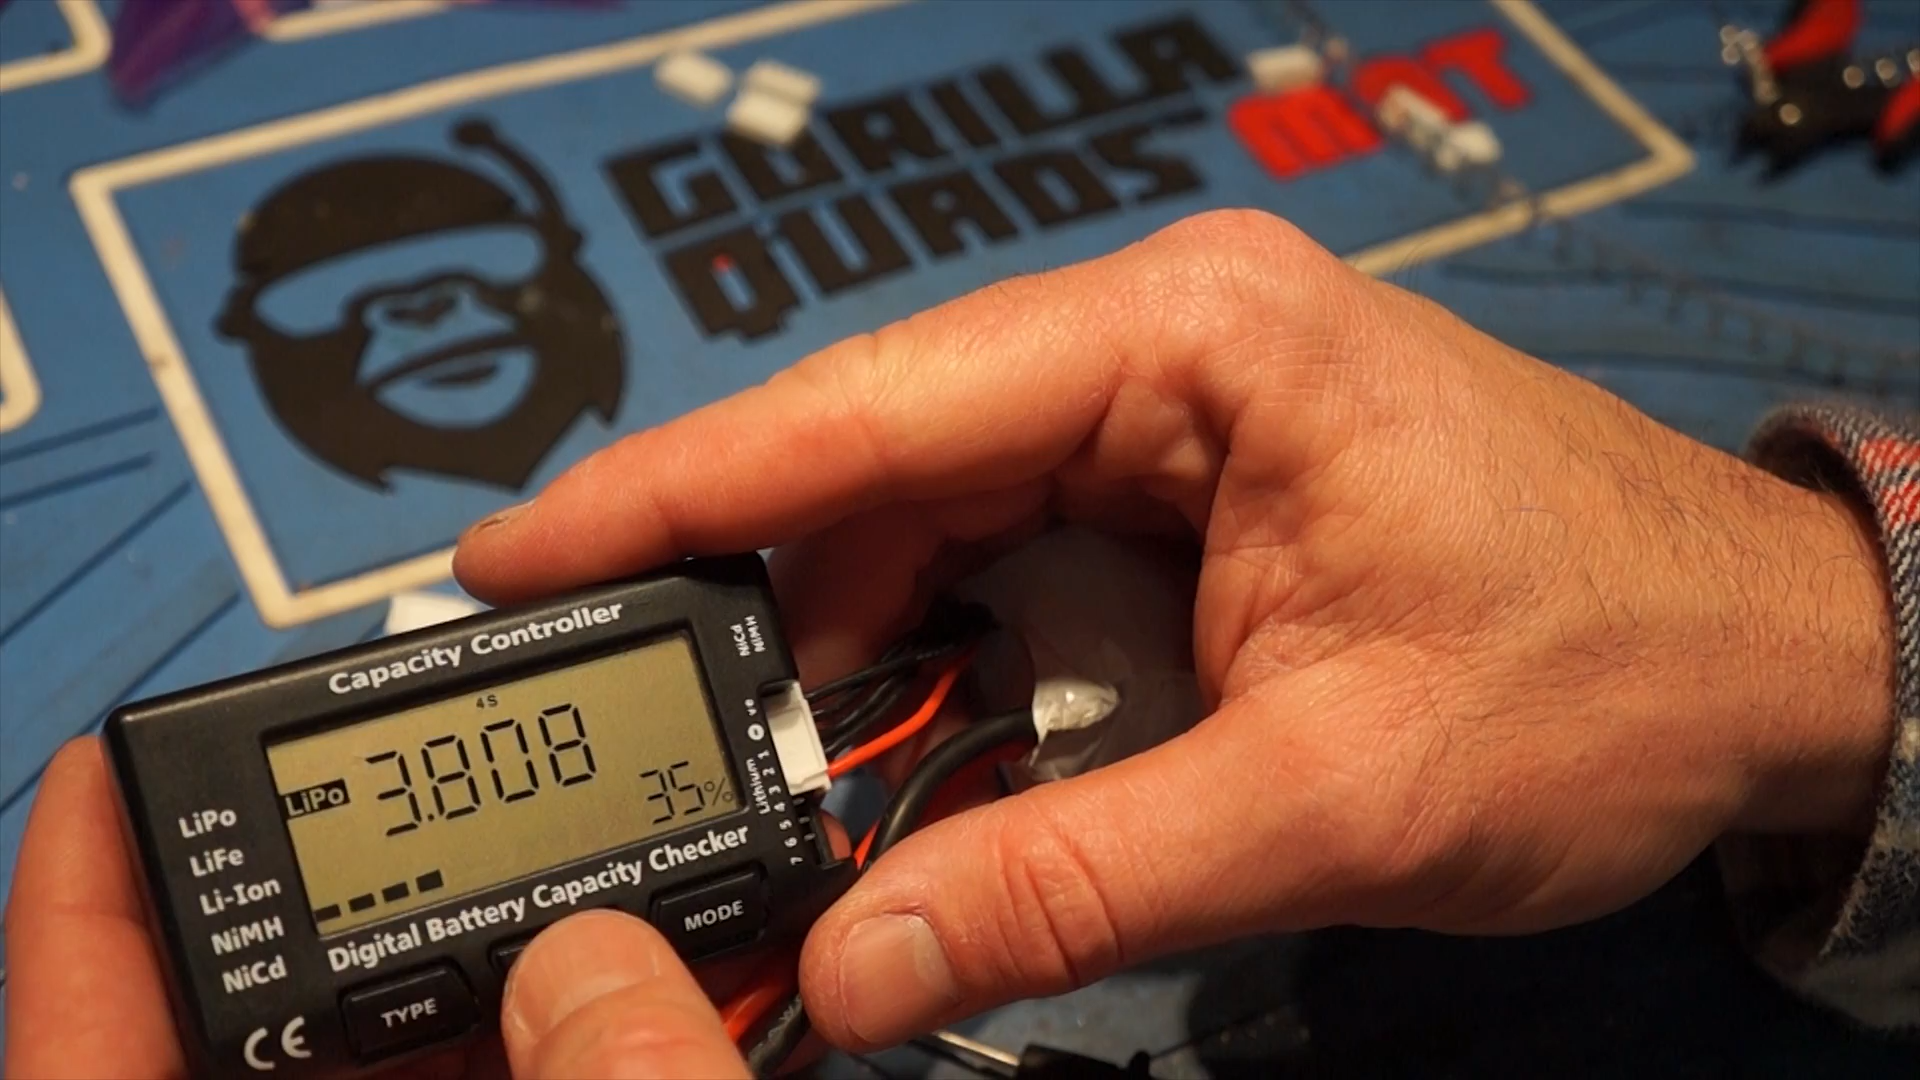 GORILLA
QUADS
MAT
Capacity Controller
NiCd
NiMH
4S
LiPo 3.808
35%
-ve
Lithium 1 2 3 4 5 6 7
LiPo
LiFe
Li-Ion
NiMH
NiCd
Digital Battery Capacity Checker
MODE
TYPE
CE